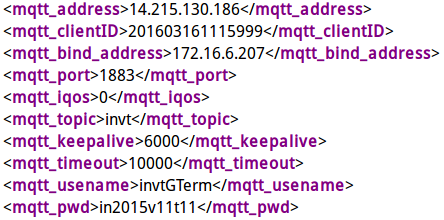 <mqtt_address>14.215.130.186</mqtt_address>
<mqtt_clientID>201603161115999</mqtt_clientID>
<mqtt_bind_address>172.16.6.207</mqtt_bind_address>
<mqtt_port>1883</mqtt_port>
<mqtt_iqos>0</mqtt_iqos>
<mqtt_topic>invt</mqtt_topic>
<mqtt_keepalive>6000</mqtt_keepalive>
<mqtt_timeout>10000</mqtt_timeout>
<mqtt_usename>invtGTerm</mqtt_usename>
<mqtt_pwd>in2015v11t11</mqtt_pwd>